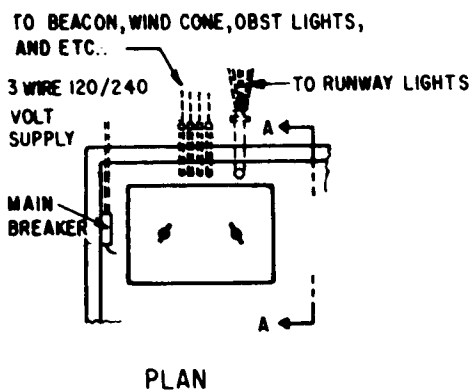 TO BEACON, WIND CONE, OBST LIGHTS,
AND ETC..
3 WIRE 120/240
VOLT
SUPPLY
TO RUNWAY LIGHTS
A
MAIN
BREAKER
A
PLAN